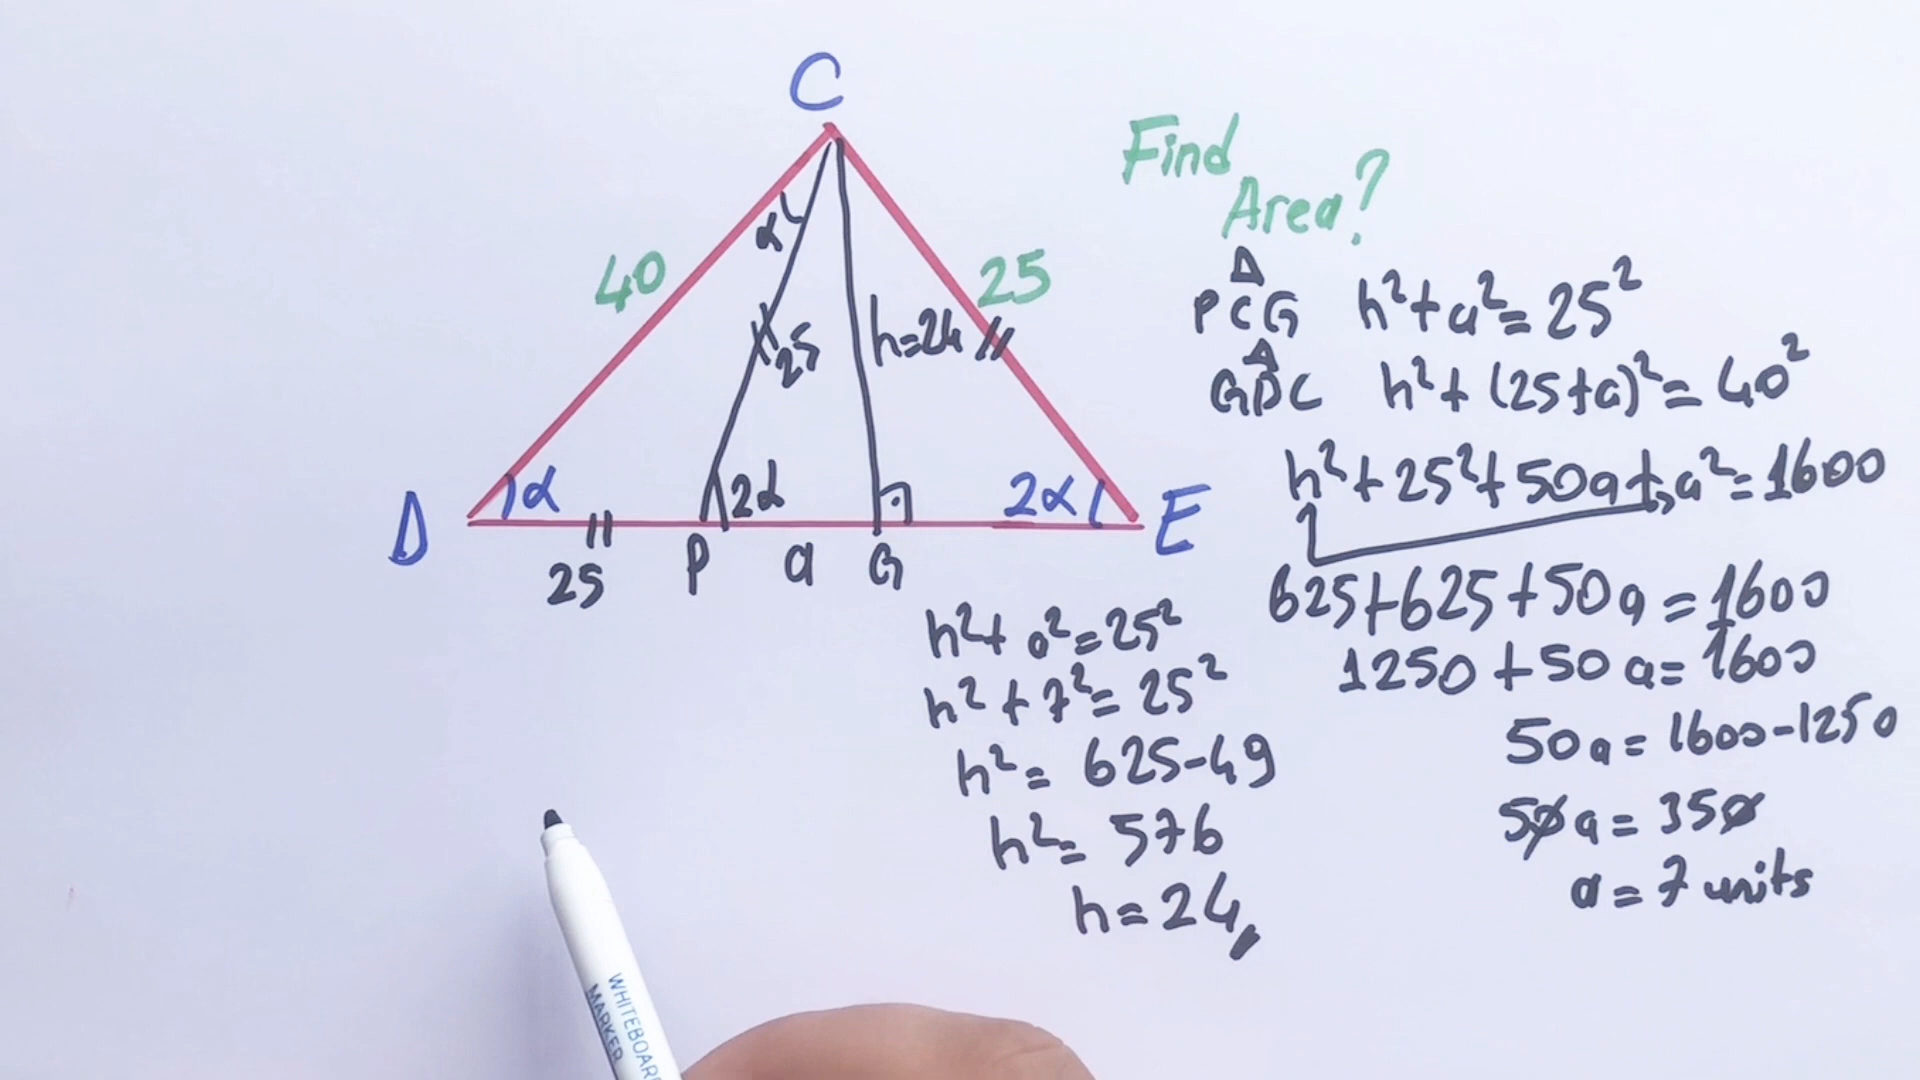 C
Find
Area?
40
α
25
25
h=24
D
α
2α
2α
E
25
P
a
G
PCG h²+a²=25²
GDC h²+(25+a)²=40²
h²+25²+50a+a²=1600
625+625+50a=1600
1250+50a=1600
50a=1600-1250
50a=350
a=7 units
h²+a²=25²
h²+7²=25²
h²=625-49
h²=576
h=24
WHITEBOAR
MARKER